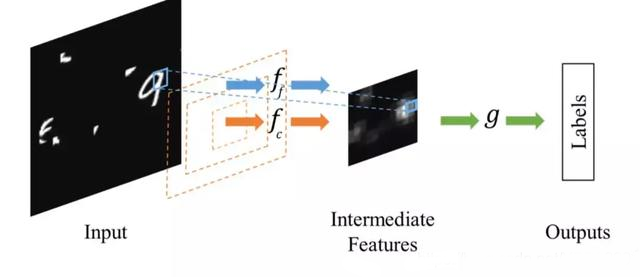 f_f
f_c
g
Labels
Input
Intermediate
Features
Outputs